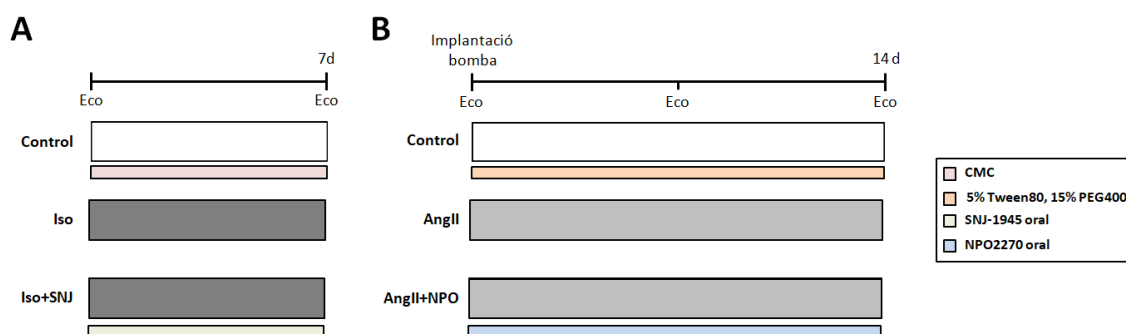 A
7d
Eco
Eco
Control
Iso
Iso+SNJ
B
Implantació
bomba
14 d
Eco
Eco
Eco
Control
AngII
AngII+NPO
CMC
5% Tween80, 15% PEG400
SNJ-1945 oral
NPO2270 oral